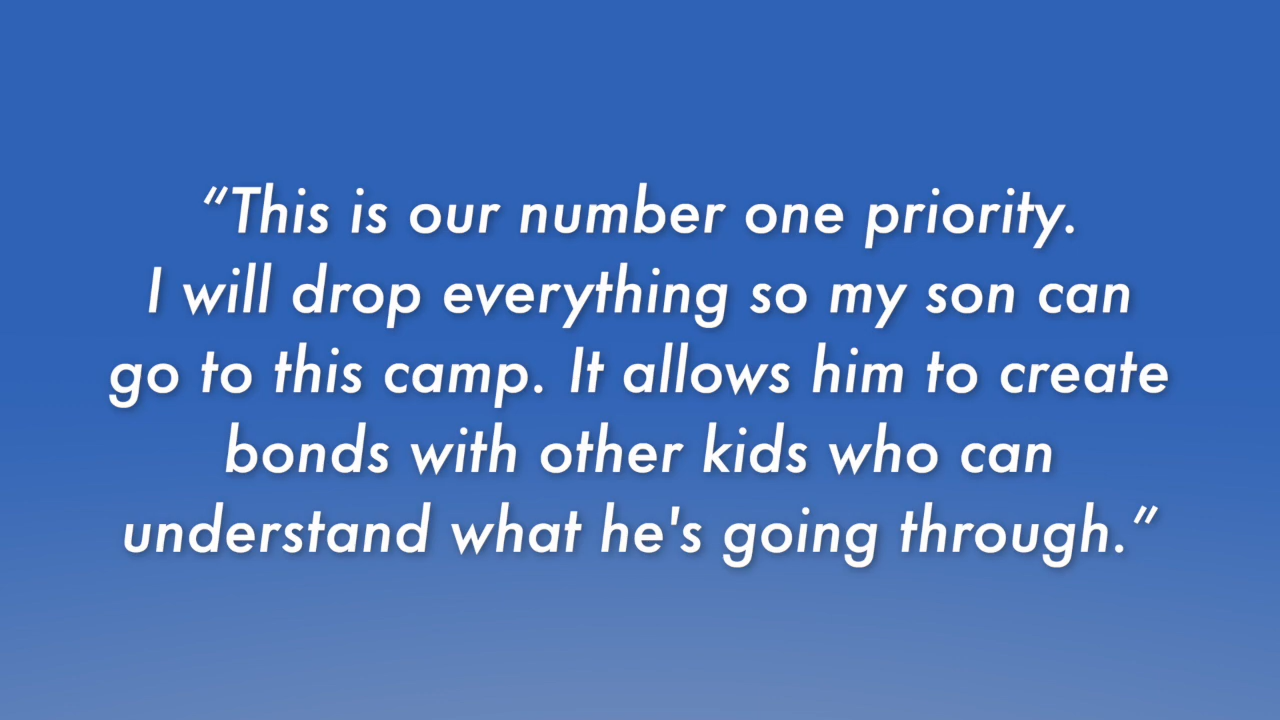 “This is our number one priority.
I will drop everything so my son can
go to this camp. It allows him to create
bonds with other kids who can
understand what he's going through.”